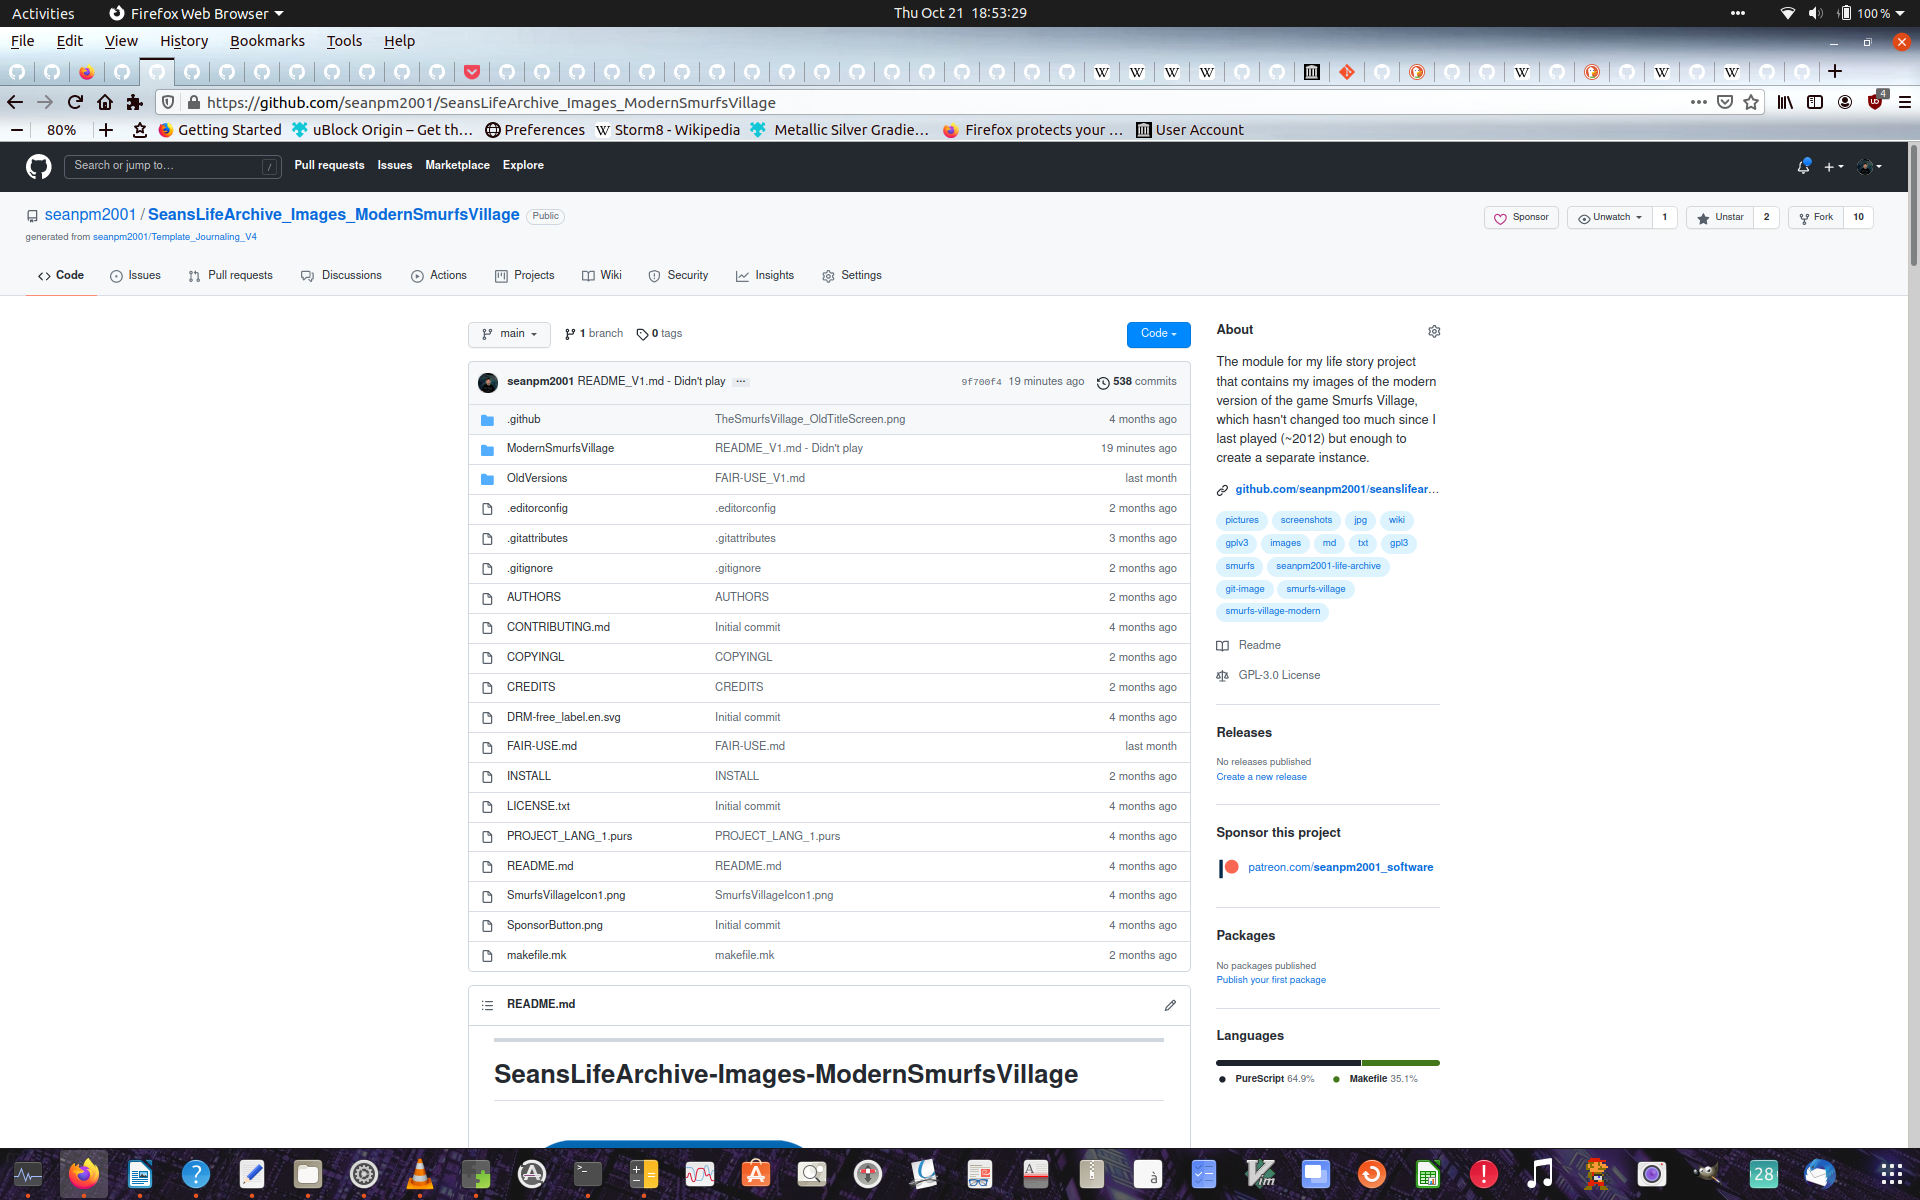 Activities Firefox Web Browser Thu Oct 21 18:53:29 100 %
File Edit View History Bookmarks Tools Help
https://github.com/seanpm2001/SeansLifeArchive_Images_ModernSmurfsVillage 4
80% Getting Started uBlock Origin – Get th… Preferences Storm8 - Wikipedia Metallic Silver Gradie… Firefox protects your … User Account
Search or jump to… / Pull requests Issues Marketplace Explore
seanpm2001 / SeansLifeArchive_Images_ModernSmurfsVillage Public Sponsor Unwatch 1 Unstar 2 Fork 10
generated from seanpm2001/Template_Journaling_V4
Code Issues Pull requests Discussions Actions Projects Wiki Security Insights Settings
main 1 branch 0 tags Code
seanpm2001 README_V1.md - Didn't play ... 9f700f4 19 minutes ago 538 commits
.github TheSmurfsVillage_OldTitleScreen.png 4 months ago
ModernSmurfsVillage README_V1.md - Didn't play 19 minutes ago
OldVersions FAIR-USE_V1.md last month
.editorconfig .editorconfig 2 months ago
.gitattributes .gitattributes 3 months ago
.gitignore .gitignore 2 months ago
AUTHORS AUTHORS 2 months ago
CONTRIBUTING.md Initial commit 4 months ago
COPYINGL COPYINGL 2 months ago
CREDITS CREDITS 2 months ago
DRM-free_label.en.svg Initial commit 4 months ago
FAIR-USE.md FAIR-USE.md last month
INSTALL INSTALL 2 months ago
LICENSE.txt Initial commit 4 months ago
PROJECT_LANG_1.purs PROJECT_LANG_1.purs 4 months ago
README.md README.md 4 months ago
SmurfsVillageIcon1.png SmurfsVillageIcon1.png 4 months ago
SponsorButton.png Initial commit 4 months ago
makefile.mk makefile.mk 2 months ago
README.md
SeansLifeArchive-Images-ModernSmurfsVillage
About
The module for my life story project
that contains my images of the modern
version of the game Smurfs Village,
which hasn't changed too much since I
last played (~2012) but enough to
create a separate instance.
github.com/seanpm2001/seanslifear…
pictures screenshots jpg wiki
gplv3 images md txt gpl3
smurfs seanpm2001-life-archive
git-image smurfs-village
smurfs-village-modern
Readme
GPL-3.0 License
Releases
No releases published
Create a new release
Sponsor this project
patreon.com/seanpm2001_software
Packages
No packages published
Publish your first package
Languages
PureScript 64.9% Makefile 35.1%
28